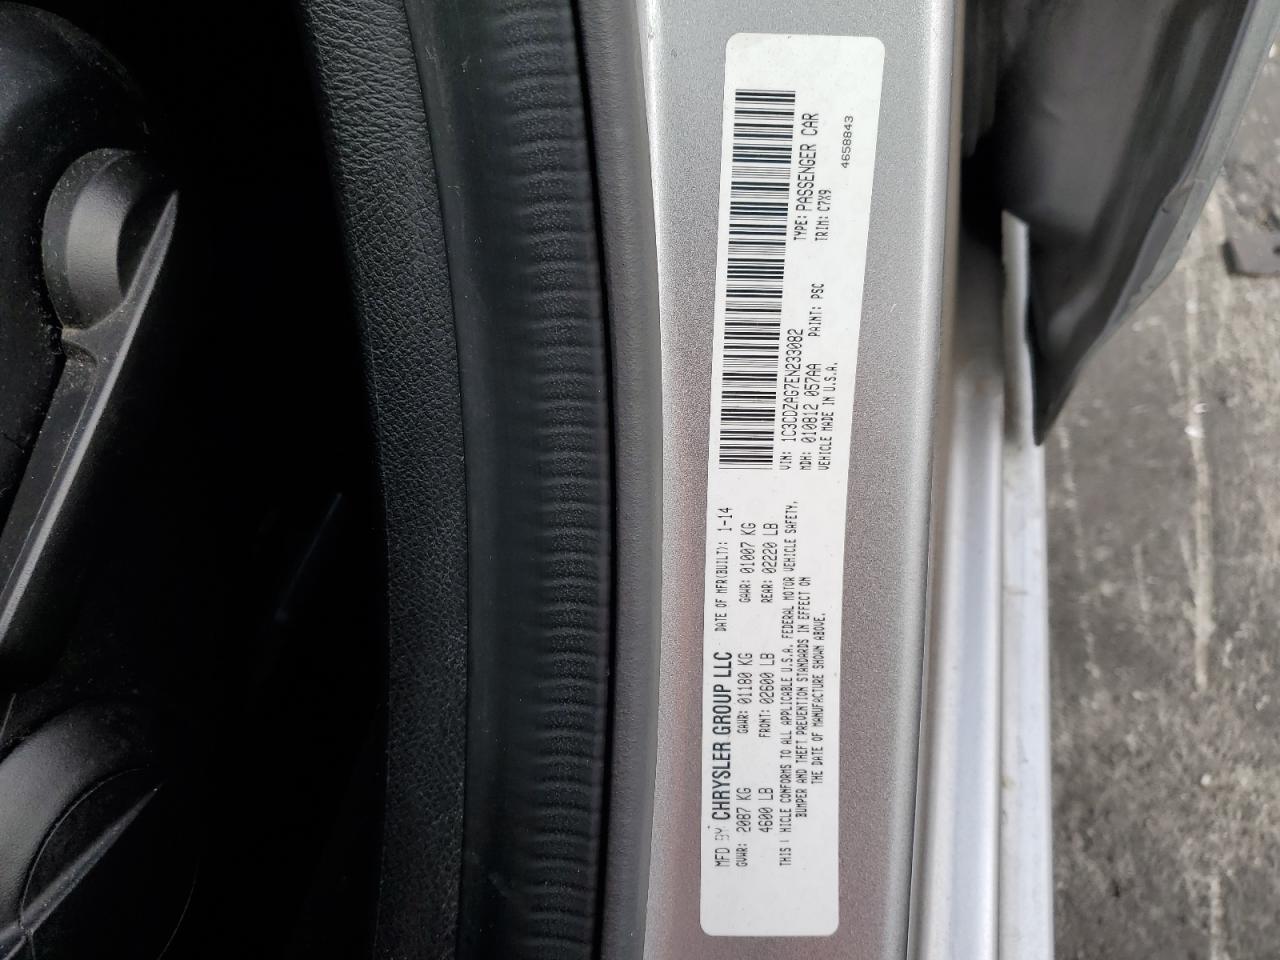 MFD BY CHRYSLER GROUP LLC DATE OF MFR(BUILT): 1-14
GVWR: 2087 KG GAWR: 01180 KG GAWR: 01007 KG
4600 LB FRONT: 02600 LB REAR: 02220 LB
THIS HICLE CONFORMS TO ALL APPLICABLE U.S.A. FEDERAL MOTOR VEHICLE SAFETY,
BUMPER AND THEFT PREVENTION STANDARDS IN EFFECT ON
THE DATE OF MANUFACTURE SHOWN ABOVE.
VIN: 1C3CDZAG7EN233082 TYPE: PASSENGER CAR
MDH: 010812 057AA PAINT: PSC TRIM: C7X9
VEHICLE MADE IN U.S.A.
4658843